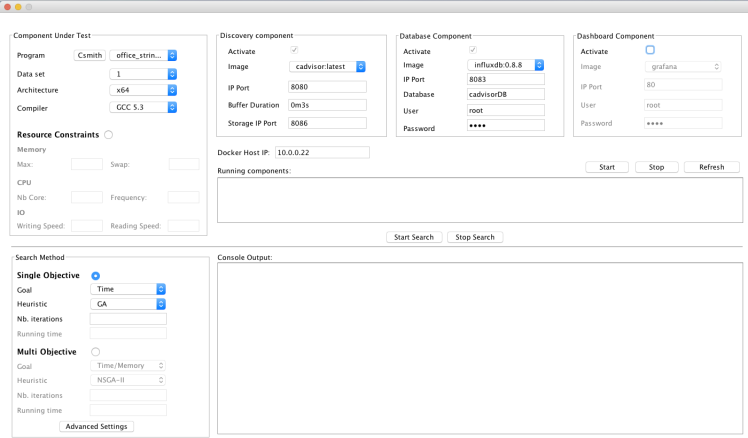 Component Under Test
Program Csmith office_strin...
Data set 1
Architecture x64
Compiler GCC 5.3
Resource Constraints
Memory
Max: Swap:
CPU
Nb Core: Frequency:
IO
Writing Speed: Reading Speed:
Discovery component
Activate
Image cadvisor:latest
IP Port 8080
Buffer Duration 0m3s
Storage IP Port 8086
Database Component
Activate
Image influxdb:0.8.8
IP Port 8083
Database cadvisorDB
User root
Password ••••
Dashboard Component
Activate
Image grafana
IP Port 80
User root
Password ••••
Docker Host IP: 10.0.0.22
Running components:
Start Stop Refresh
Start Search Stop Search
Search Method
Single Objective
Goal Time
Heuristic GA
Nb. iterations
Running time
Multi Objective
Goal Time/Memory
Heuristic NSGA-II
Nb. iterations
Running time
Advanced Settings
Console Output: